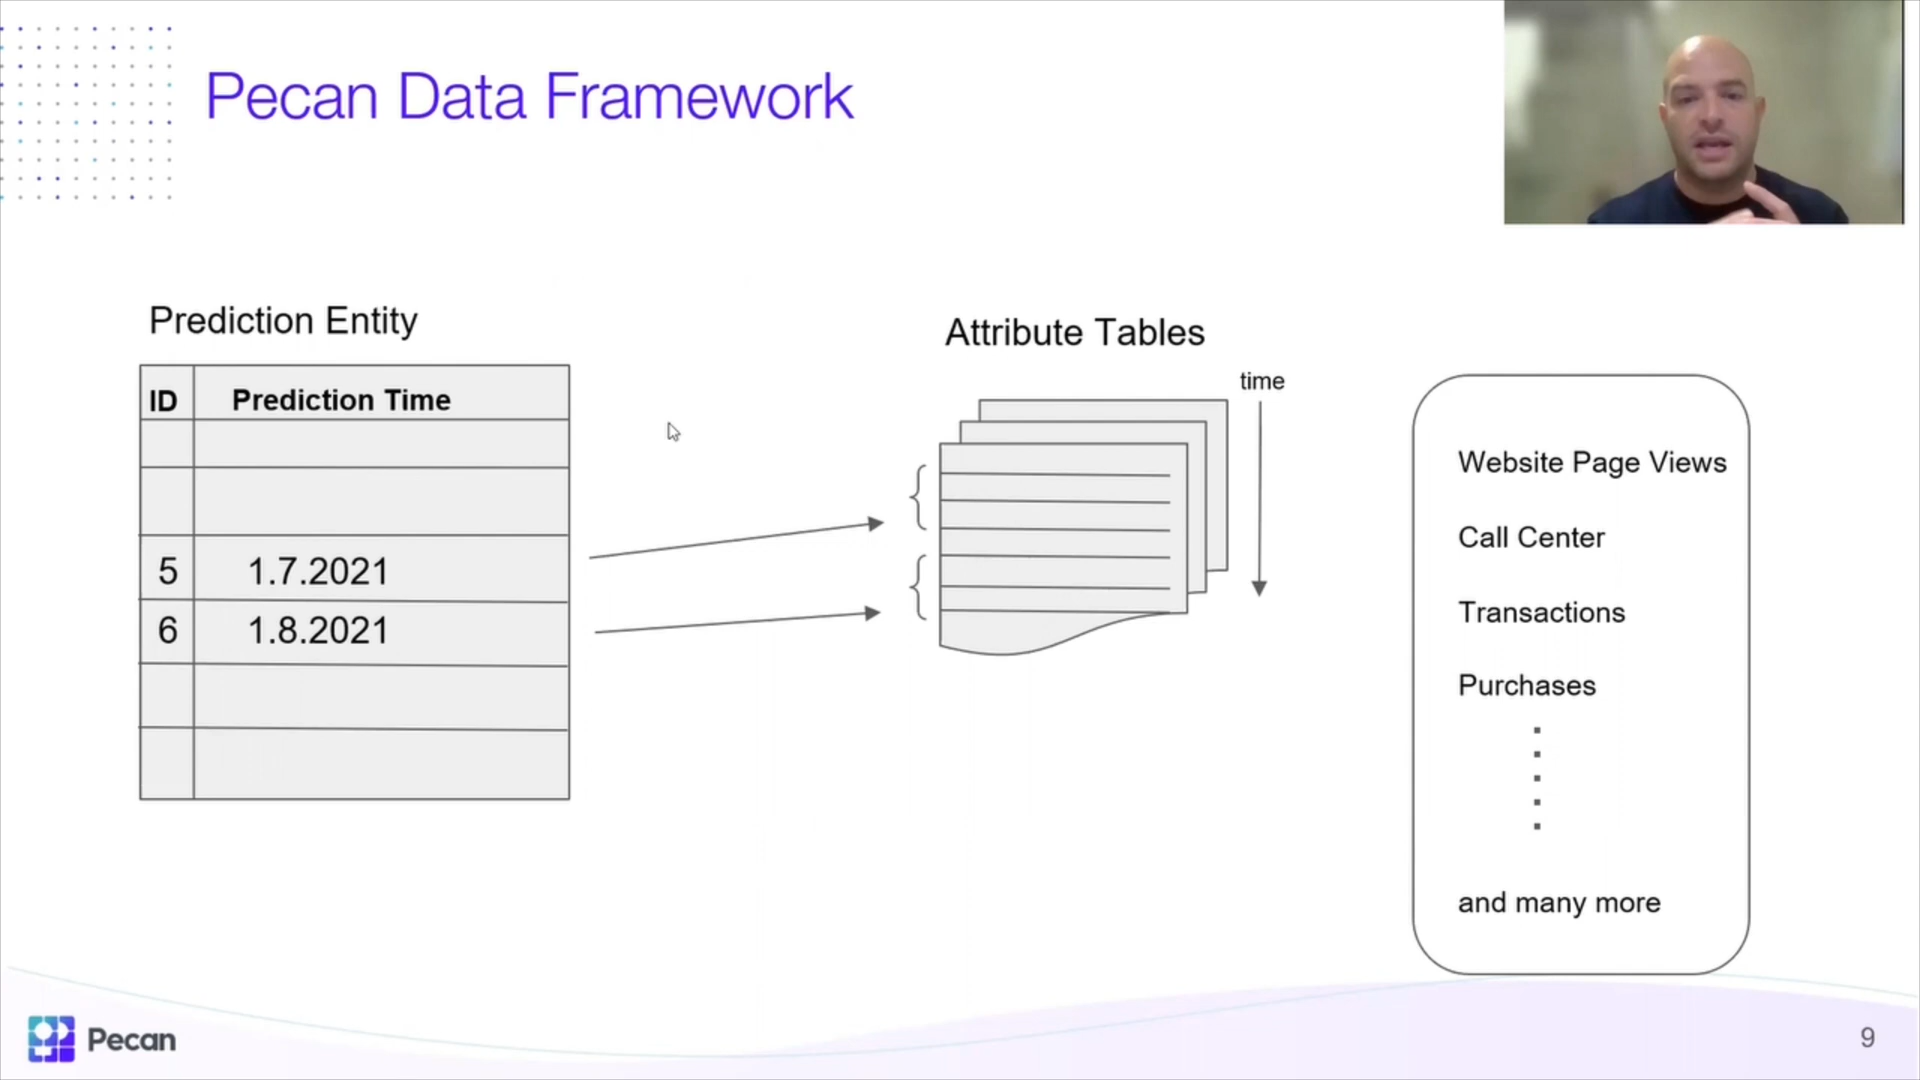 Pecan Data Framework
Prediction Entity
ID Prediction Time
5 1.7.2021
6 1.8.2021
Attribute Tables
time
Website Page Views
Call Center
Transactions
Purchases
and many more
Pecan
9